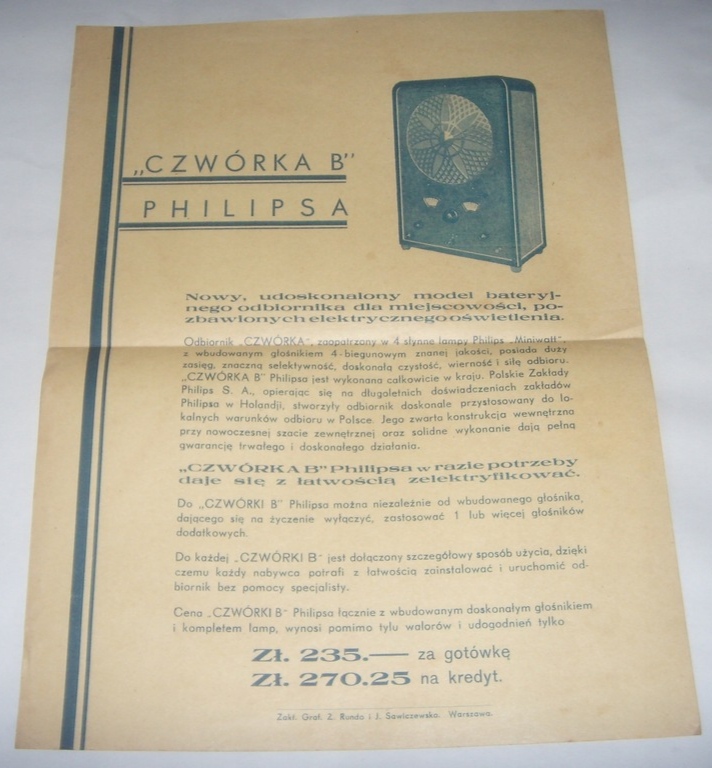 „CZWÓRKA B”
PHILIPSA
Nowy, udoskonalony model bateryj-
nego odbiornika dla miejscowości, po-
zbawionych elektrycznego oświetlenia.
Odbiornik „CZWÓRKA”, zaopatrzony w 4 słynne lampy Philips „Miniwatt”,
z wbudowanym głośnikiem 4-biegunowym znanej jakości, posiada duży
zasięg, znaczną selektywność, doskonałą czystość, wierność i siłę odbioru.
„CZWÓRKA B” Philipsa jest wykonana całkowicie w kraju. Polskie Zakłady
Philips S. A., opierając się na długoletnich doświadczeniach zakładów
Philipsa w Holandji, stworzyły odbiornik doskonale przystosowany do lo-
kalnych warunków odbioru w Polsce. Jego zwarta konstrukcja wewnętrzna
przy nowoczesnej szacie zewnętrznej oraz solidne wykonanie dają pełną
gwarancję trwałego i doskonałego działania.
„CZWÓRKA B” Philipsa w razie potrzeby
daje się z łatwością zelektryfikować.
Do „CZWÓRKI B” Philipsa można niezależnie od wbudowanego głośnika,
dającego się na życzenie wyłączyć, zastosować 1 lub więcej głośników
dodatkowych.
Do każdej „CZWÓRKI B” jest dołączany szczegółowy sposób użycia, dzięki
czemu każdy nabywca potrafi z łatwością zainstalować i uruchomić od-
biornik bez pomocy specjalisty.
Cena „CZWÓRKI B” Philipsa łącznie z wbudowanym doskonałym głośnikiem
i kompletem lamp, wynosi pomimo tylu walorów i udogodnień tylko
Zł. 235.— za gotówkę
Zł. 270.25 na kredyt.
Zakł. Graf. Z. Rundo i J. Sawiczewska. Warszawa.